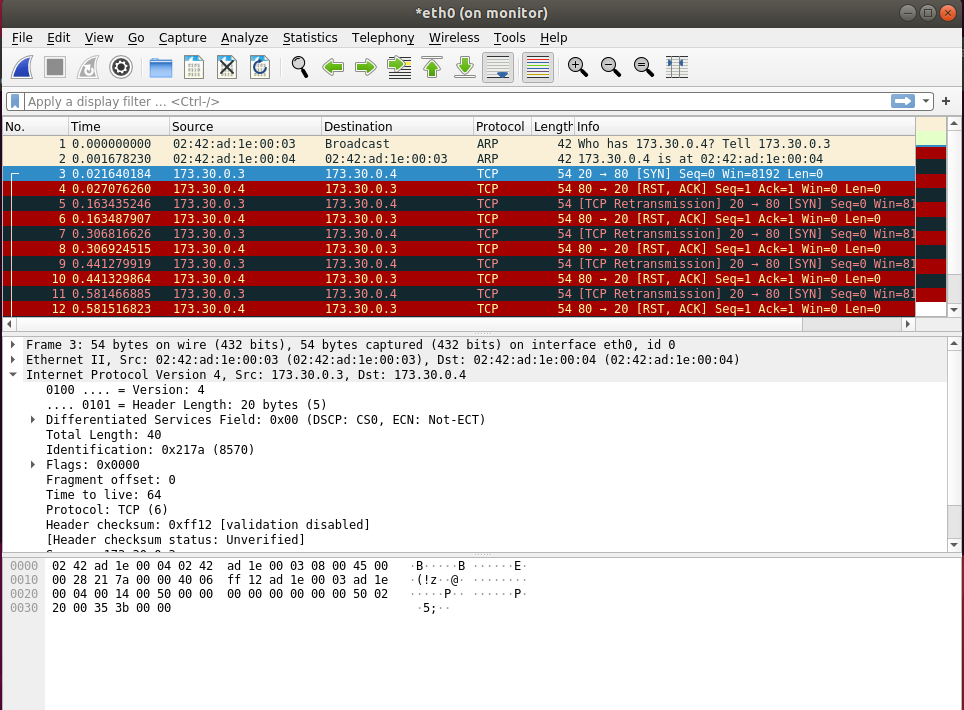 *eth0 (on monitor)
File Edit View Go Capture Analyze Statistics Telephony Wireless Tools Help
Apply a display filter ... <Ctrl-/>
No. Time Source Destination Protocol Length Info
1 0.000000000 02:42:ad:1e:00:03 Broadcast ARP 42 Who has 173.30.0.4? Tell 173.30.0.3
2 0.001678230 02:42:ad:1e:00:04 02:42:ad:1e:00:03 ARP 42 173.30.0.4 is at 02:42:ad:1e:00:04
3 0.021640184 173.30.0.3 173.30.0.4 TCP 54 20 → 80 [SYN] Seq=0 Win=8192 Len=0
4 0.027076260 173.30.0.4 173.30.0.3 TCP 54 80 → 20 [RST, ACK] Seq=1 Ack=1 Win=0 Len=0
5 0.163435246 173.30.0.3 173.30.0.4 TCP 54 [TCP Retransmission] 20 → 80 [SYN] Seq=0 Win=81
6 0.163487907 173.30.0.4 173.30.0.3 TCP 54 80 → 20 [RST, ACK] Seq=1 Ack=1 Win=0 Len=0
7 0.306816626 173.30.0.3 173.30.0.4 TCP 54 [TCP Retransmission] 20 → 80 [SYN] Seq=0 Win=81
8 0.306924515 173.30.0.4 173.30.0.3 TCP 54 80 → 20 [RST, ACK] Seq=1 Ack=1 Win=0 Len=0
9 0.441279919 173.30.0.3 173.30.0.4 TCP 54 [TCP Retransmission] 20 → 80 [SYN] Seq=0 Win=81
10 0.441329864 173.30.0.4 173.30.0.3 TCP 54 80 → 20 [RST, ACK] Seq=1 Ack=1 Win=0 Len=0
11 0.581466885 173.30.0.3 173.30.0.4 TCP 54 [TCP Retransmission] 20 → 80 [SYN] Seq=0 Win=81
12 0.581516823 173.30.0.4 173.30.0.3 TCP 54 80 → 20 [RST, ACK] Seq=1 Ack=1 Win=0 Len=0
Frame 3: 54 bytes on wire (432 bits), 54 bytes captured (432 bits) on interface eth0, id 0
Ethernet II, Src: 02:42:ad:1e:00:03 (02:42:ad:1e:00:03), Dst: 02:42:ad:1e:00:04 (02:42:ad:1e:00:04)
Internet Protocol Version 4, Src: 173.30.0.3, Dst: 173.30.0.4
0100 .... = Version: 4
.... 0101 = Header Length: 20 bytes (5)
Differentiated Services Field: 0x00 (DSCP: CS0, ECN: Not-ECT)
Total Length: 40
Identification: 0x217a (8570)
Flags: 0x0000
Fragment offset: 0
Time to live: 64
Protocol: TCP (6)
Header checksum: 0xff12 [validation disabled]
[Header checksum status: Unverified]
0000 02 42 ad 1e 00 04 02 42 ad 1e 00 03 08 00 45 00 ·B·····B ······E·
0010 00 28 21 7a 00 00 40 06 ff 12 ad 1e 00 03 ad 1e ·(!z··@· ········
0020 00 04 00 14 00 50 00 00 00 00 00 00 00 00 50 02 ·····P·· ······P·
0030 20 00 35 3b 00 00 ·5;··